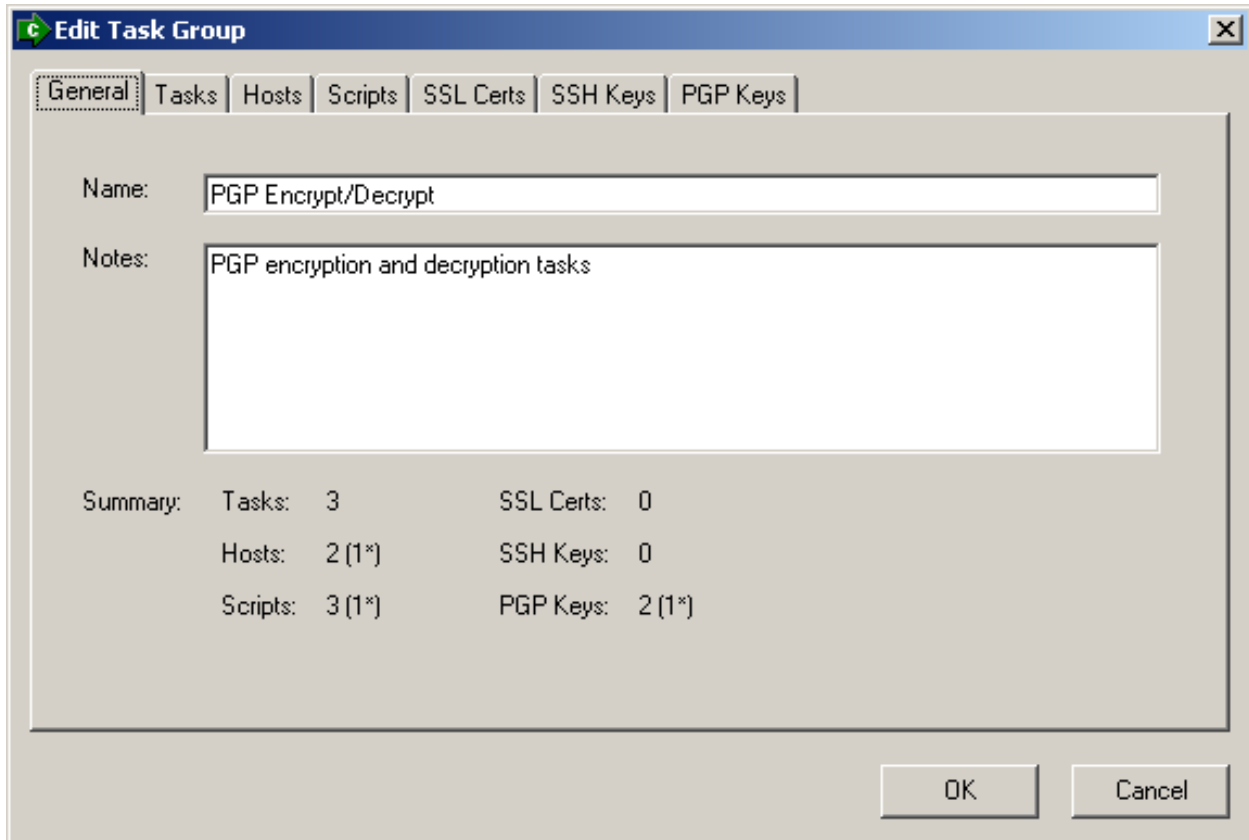 Edit Task Group
General Tasks Hosts Scripts SSL Certs SSH Keys PGP Keys
Name: PGP Encrypt/Decrypt
Notes: PGP encryption and decryption tasks
Summary: Tasks: 3 SSL Certs: 0
Hosts: 2 (1*) SSH Keys: 0
Scripts: 3 (1*) PGP Keys: 2 (1*)
OK Cancel